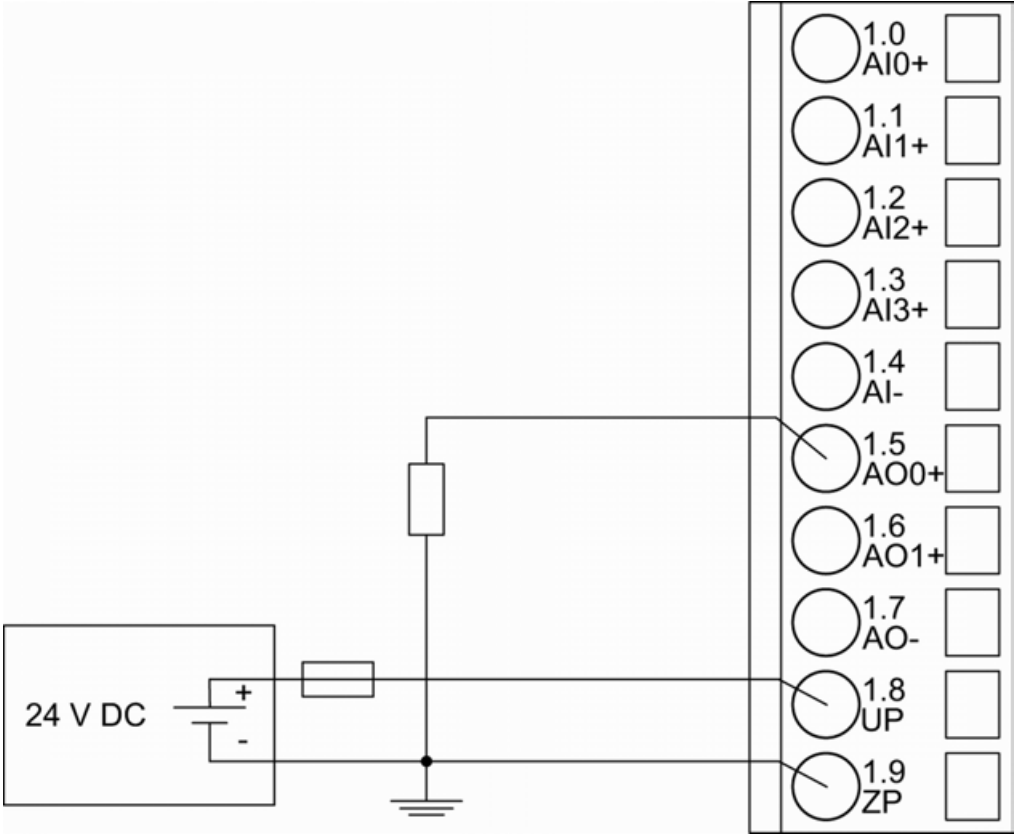 1.0
AI0+
1.1
AI1+
1.2
AI2+
1.3
AI3+
1.4
AI-
1.5
AO0+
1.6
AO1+
1.7
AO-
+
24 V DC
-
1.8
UP
1.9
ZP